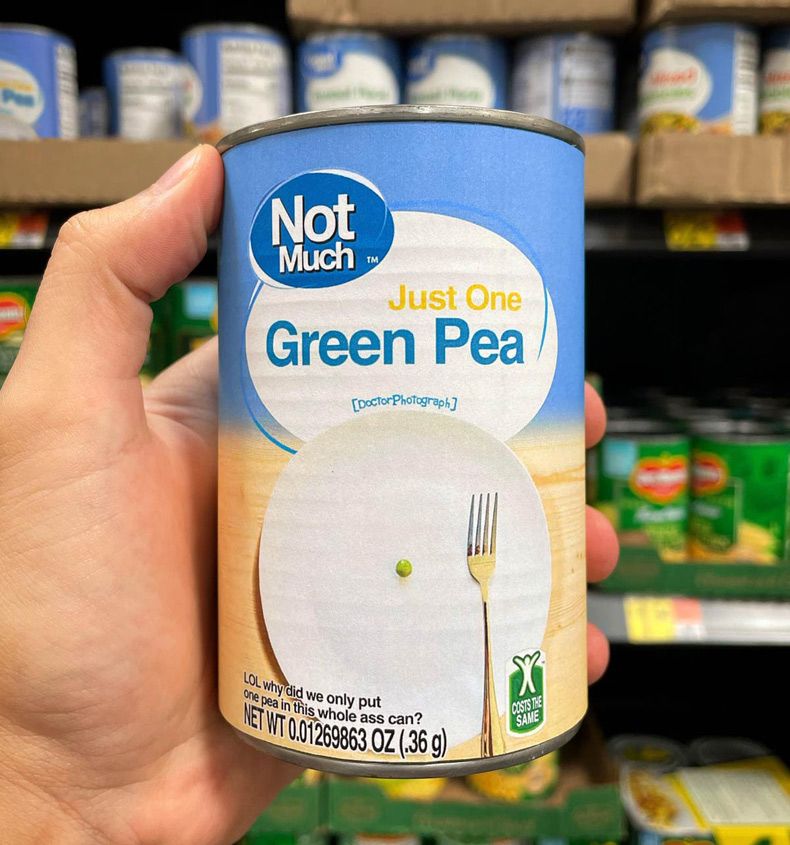 Not
Much TM
Just One
Green Pea
[DoctorPhotograph]
LOL why did we only put
one pea in this whole ass can?
NET WT 0.01269863 OZ (.36 g)
COSTS THE
SAME